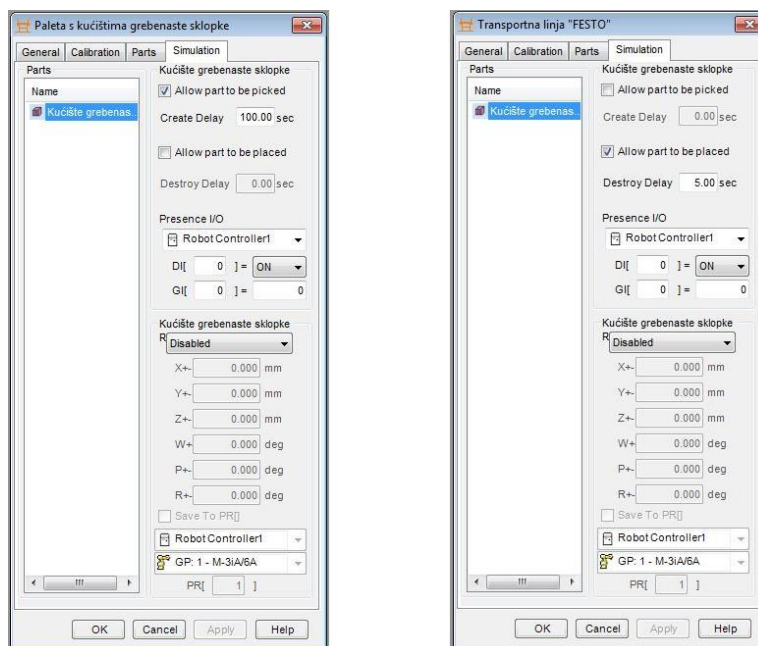 Paleta s kućištima grebenaste sklopke
General Calibration Parts Simulation
Parts
Name
Kućište grebenas...
Kućište grebenaste sklopke
Allow part to be picked
Create Delay 100.00 sec
Allow part to be placed
Destroy Delay 0.00 sec
Presence I/O
Robot Controller1
DI[ 0 ] = ON
GI[ 0 ] = 0
Kućište grebenaste sklopke
R Disabled
X+- 0.000 mm
Y+- 0.000 mm
Z+- 0.000 mm
W+ 0.000 deg
P+- 0.000 deg
R+- 0.000 deg
Save To PR[]
Robot Controller1
GP: 1 - M-3iA/6A
PR[ 1 ]
OK Cancel Apply Help
Transportna linja "FESTO"
General Calibration Parts Simulation
Parts
Name
Kućište grebenas...
Kućište grebenaste sklopke
Allow part to be picked
Create Delay 0.00 sec
Allow part to be placed
Destroy Delay 5.00 sec
Presence I/O
Robot Controller1
DI[ 0 ] = ON
GI[ 0 ] = 0
Kućište grebenaste sklopke
R Disabled
X+- 0.000 mm
Y+- 0.000 mm
Z+- 0.000 mm
W+ 0.000 deg
P+- 0.000 deg
R+- 0.000 deg
Save To PR[]
Robot Controller1
GP: 1 - M-3iA/6A
PR[ 1 ]
OK Cancel Apply Help